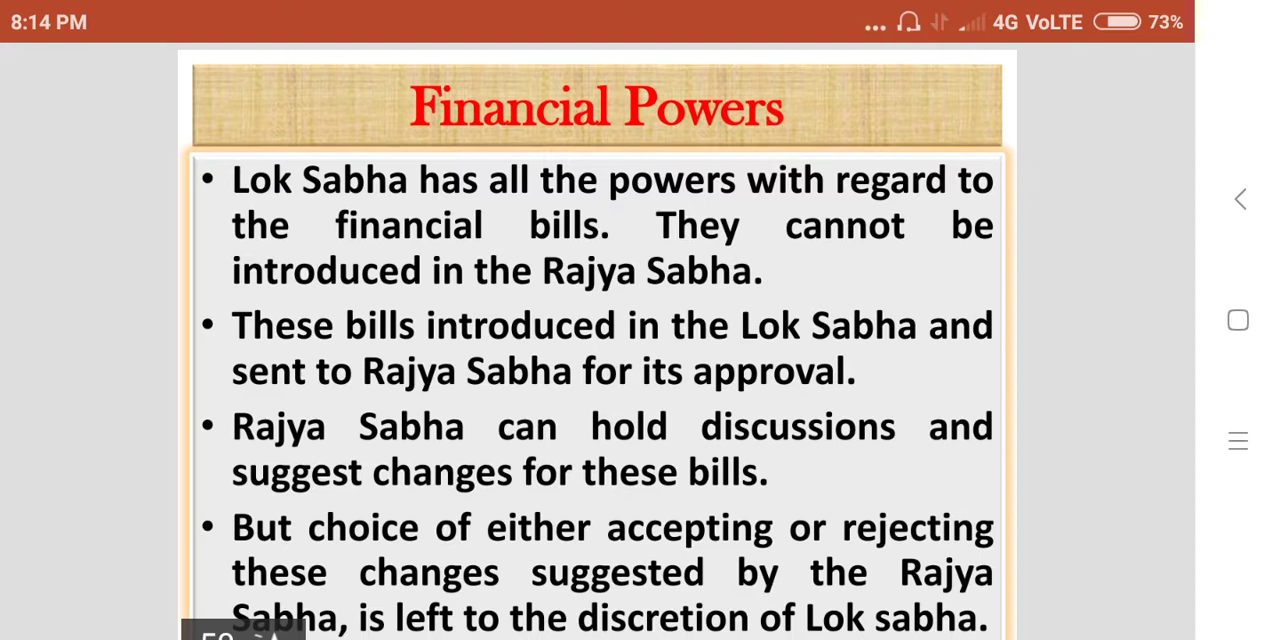 8:14 PM
... 4G VoLTE 73%
Financial Powers
• Lok Sabha has all the powers with regard to
the financial bills. They cannot be
introduced in the Rajya Sabha.
• These bills introduced in the Lok Sabha and
sent to Rajya Sabha for its approval.
• Rajya Sabha can hold discussions and
suggest changes for these bills.
• But choice of either accepting or rejecting
these changes suggested by the Rajya
Sabha, is left to the discretion of Lok sabha.